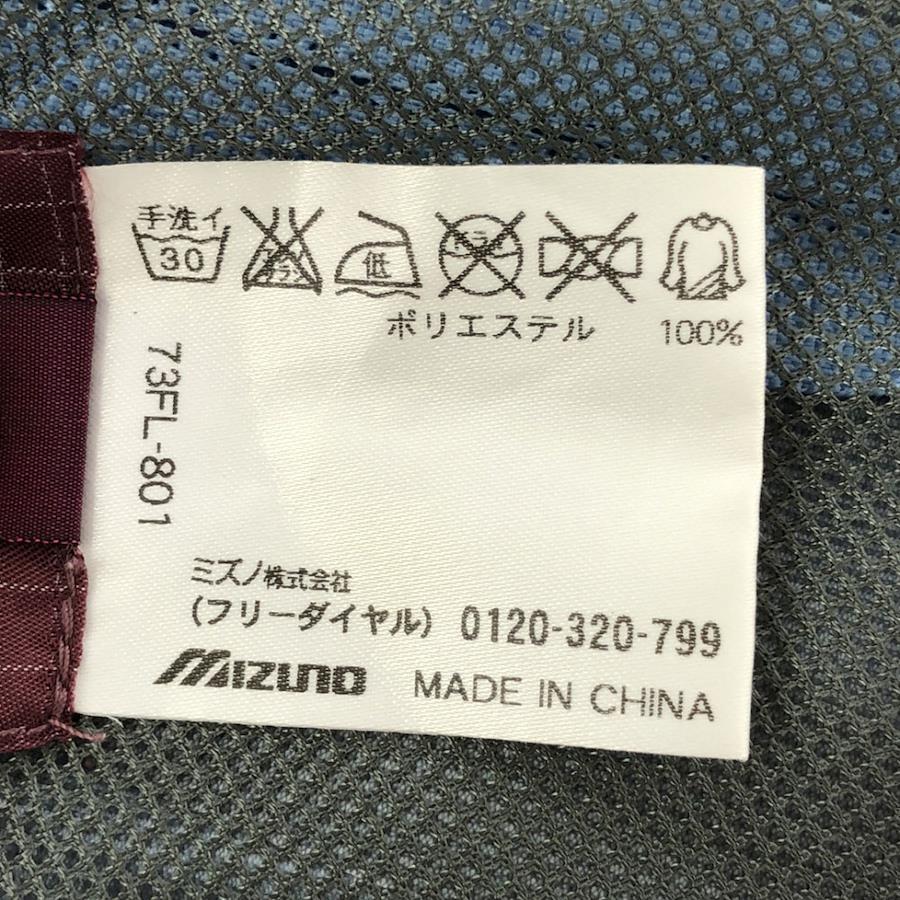 手洗イ
30
低
ドライ
ポリエステル 100%
73FL-801
ミズノ株式会社
(フリーダイヤル) 0120-320-799
MIZUNO MADE IN CHINA